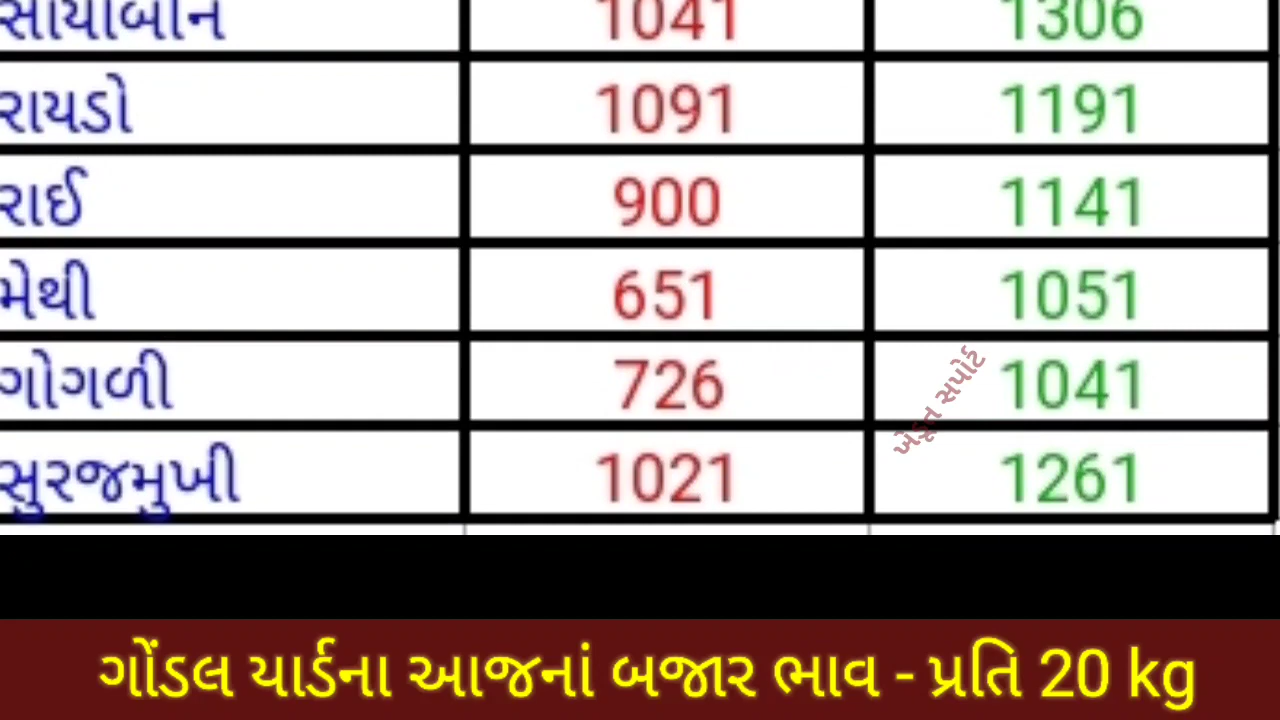 સોયાબીન 1041 1306
રાયડો 1091 1191
રાઈ 900 1141
મેથી 651 1051
ગોગળી 726 1041
ખેડૂત સપોર્ટ
સુરજમુખી 1021 1261
ગોંડલ યાર્ડના આજનાં બજાર ભાવ - પ્રતિ 20 kg